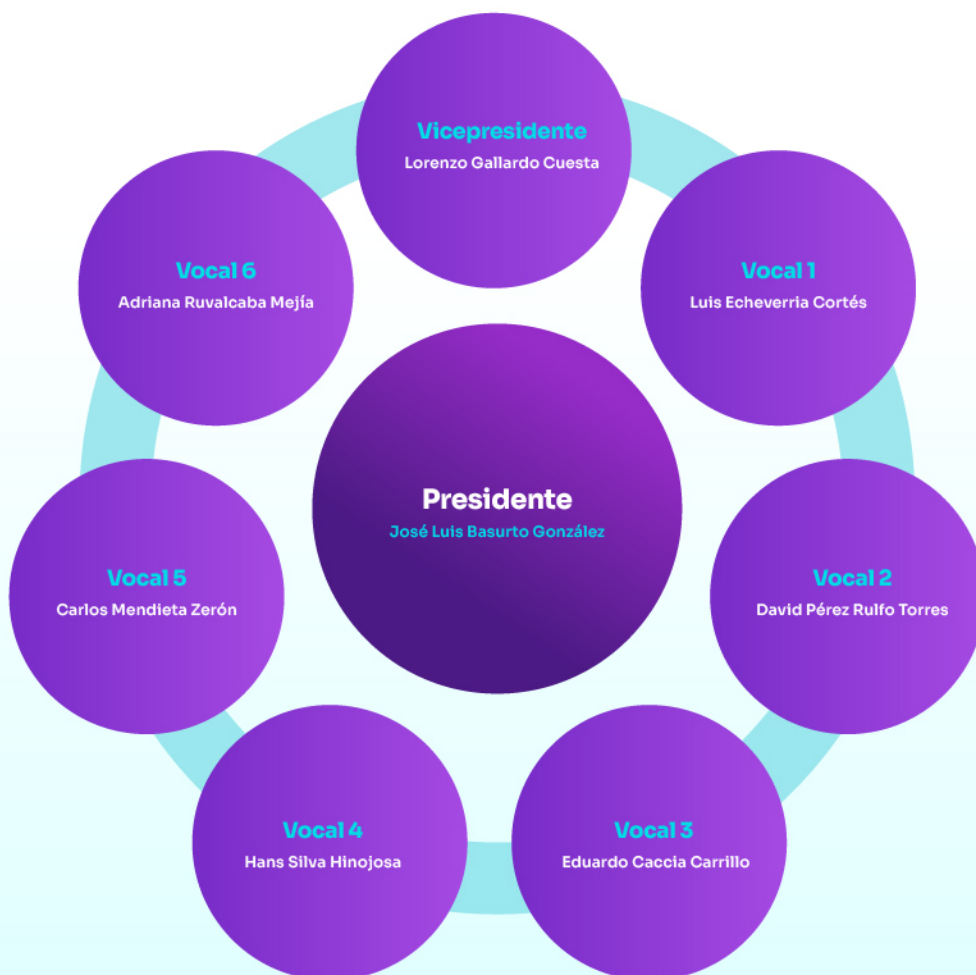 Vicepresidente
Lorenzo Gallardo Cuesta
Vocal 1
Luis Echeverria Cortés
Vocal 2
David Pérez Rulfo Torres
Vocal 3
Eduardo Caccia Carrillo
Vocal 4
Hans Silva Hinojosa
Vocal 5
Carlos Mendieta Zerón
Vocal 6
Adriana Ruvalcaba Mejía
Presidente
José Luis Basurto González